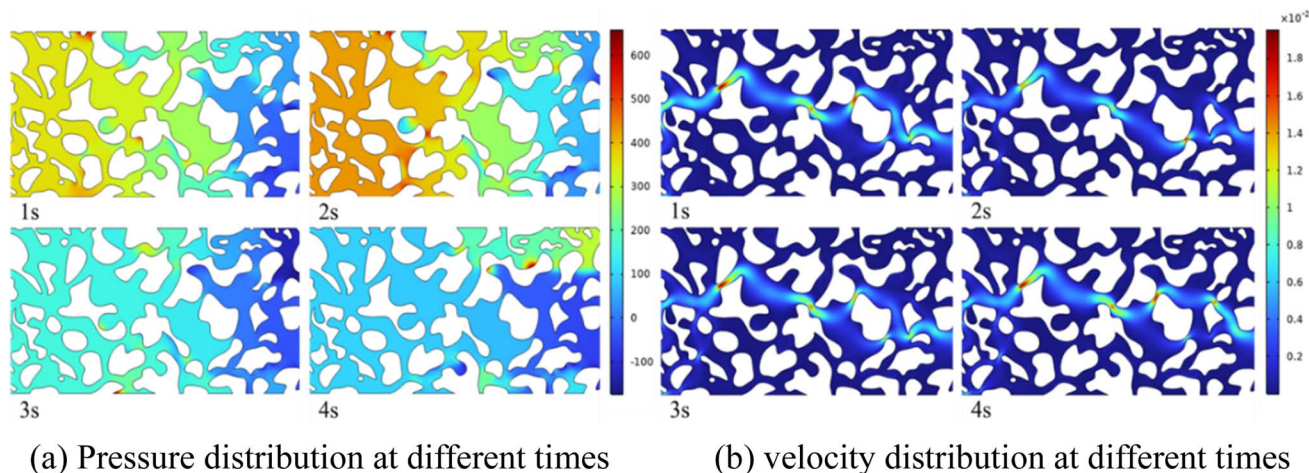 ×10⁻²
600
500
400
300
200
100
0
-100
1.8
1.6
1.4
1.2
1
0.8
0.6
0.4
0.2
1s
2s
1s
2s
3s
4s
3s
4s
(a) Pressure distribution at different times
(b) velocity distribution at different times